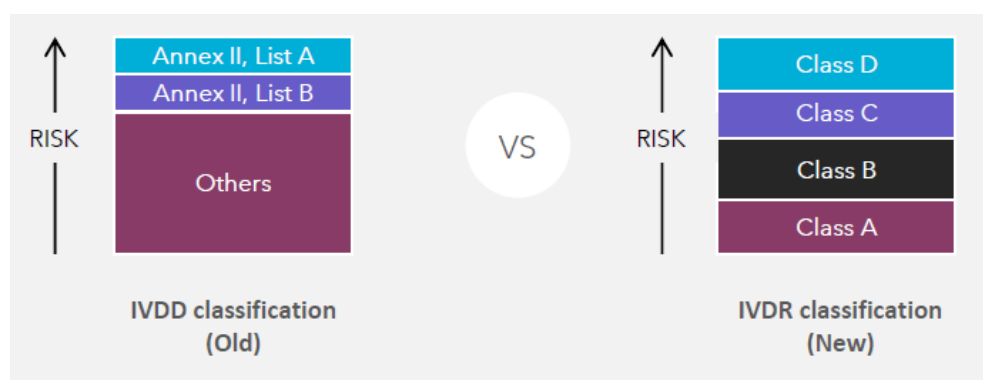 RISK
Annex II, List A
Annex II, List B
Others
IVDD classification
(Old)
VS
RISK
Class D
Class C
Class B
Class A
IVDR classification
(New)